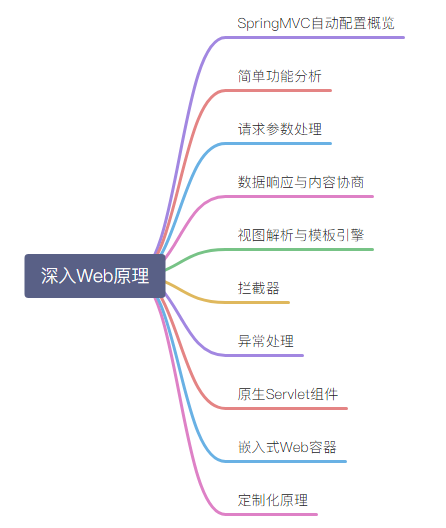 SpringMVC自动配置概览
简单功能分析
请求参数处理
数据响应与内容协商
视图解析与模板引擎
深入Web原理
拦截器
异常处理
原生Servlet组件
嵌入式Web容器
定制化原理